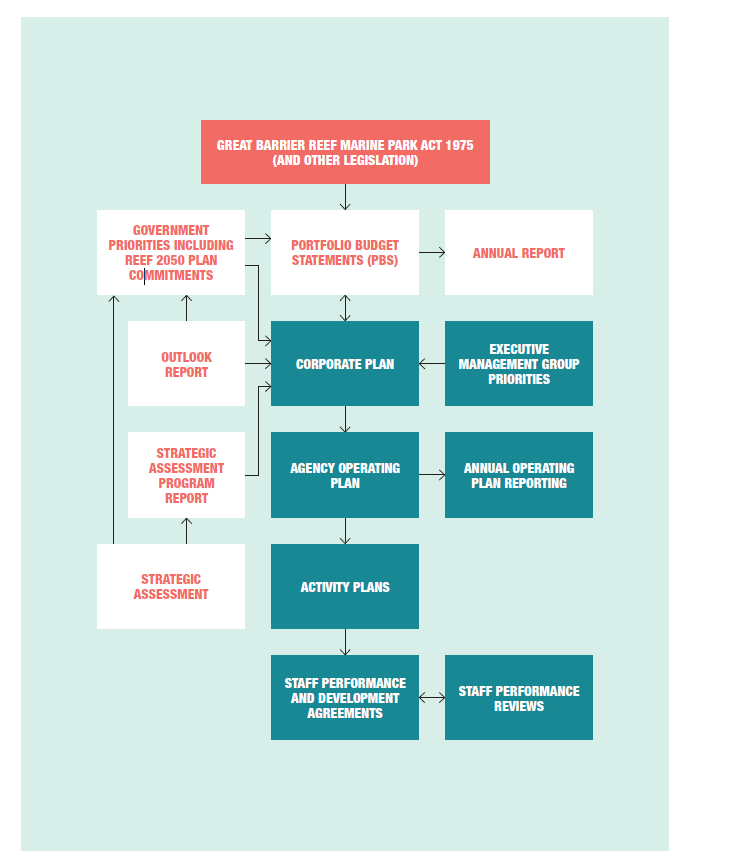 GREAT BARRIER REEF MARINE PARK ACT 1975
(AND OTHER LEGISLATION)
GOVERNMENT
PRIORITIES INCLUDING
REEF 2050 PLAN
COMMITMENTS
PORTFOLIO BUDGET
STATEMENTS (PBS)
ANNUAL REPORT
OUTLOOK
REPORT
CORPORATE PLAN
EXECUTIVE
MANAGEMENT GROUP
PRIORITIES
STRATEGIC
ASSESSMENT
PROGRAM
REPORT
AGENCY OPERATING
PLAN
ANNUAL OPERATING
PLAN REPORTING
STRATEGIC
ASSESSMENT
ACTIVITY PLANS
STAFF PERFORMANCE
AND DEVELOPMENT
AGREEMENTS
STAFF PERFORMANCE
REVIEWS